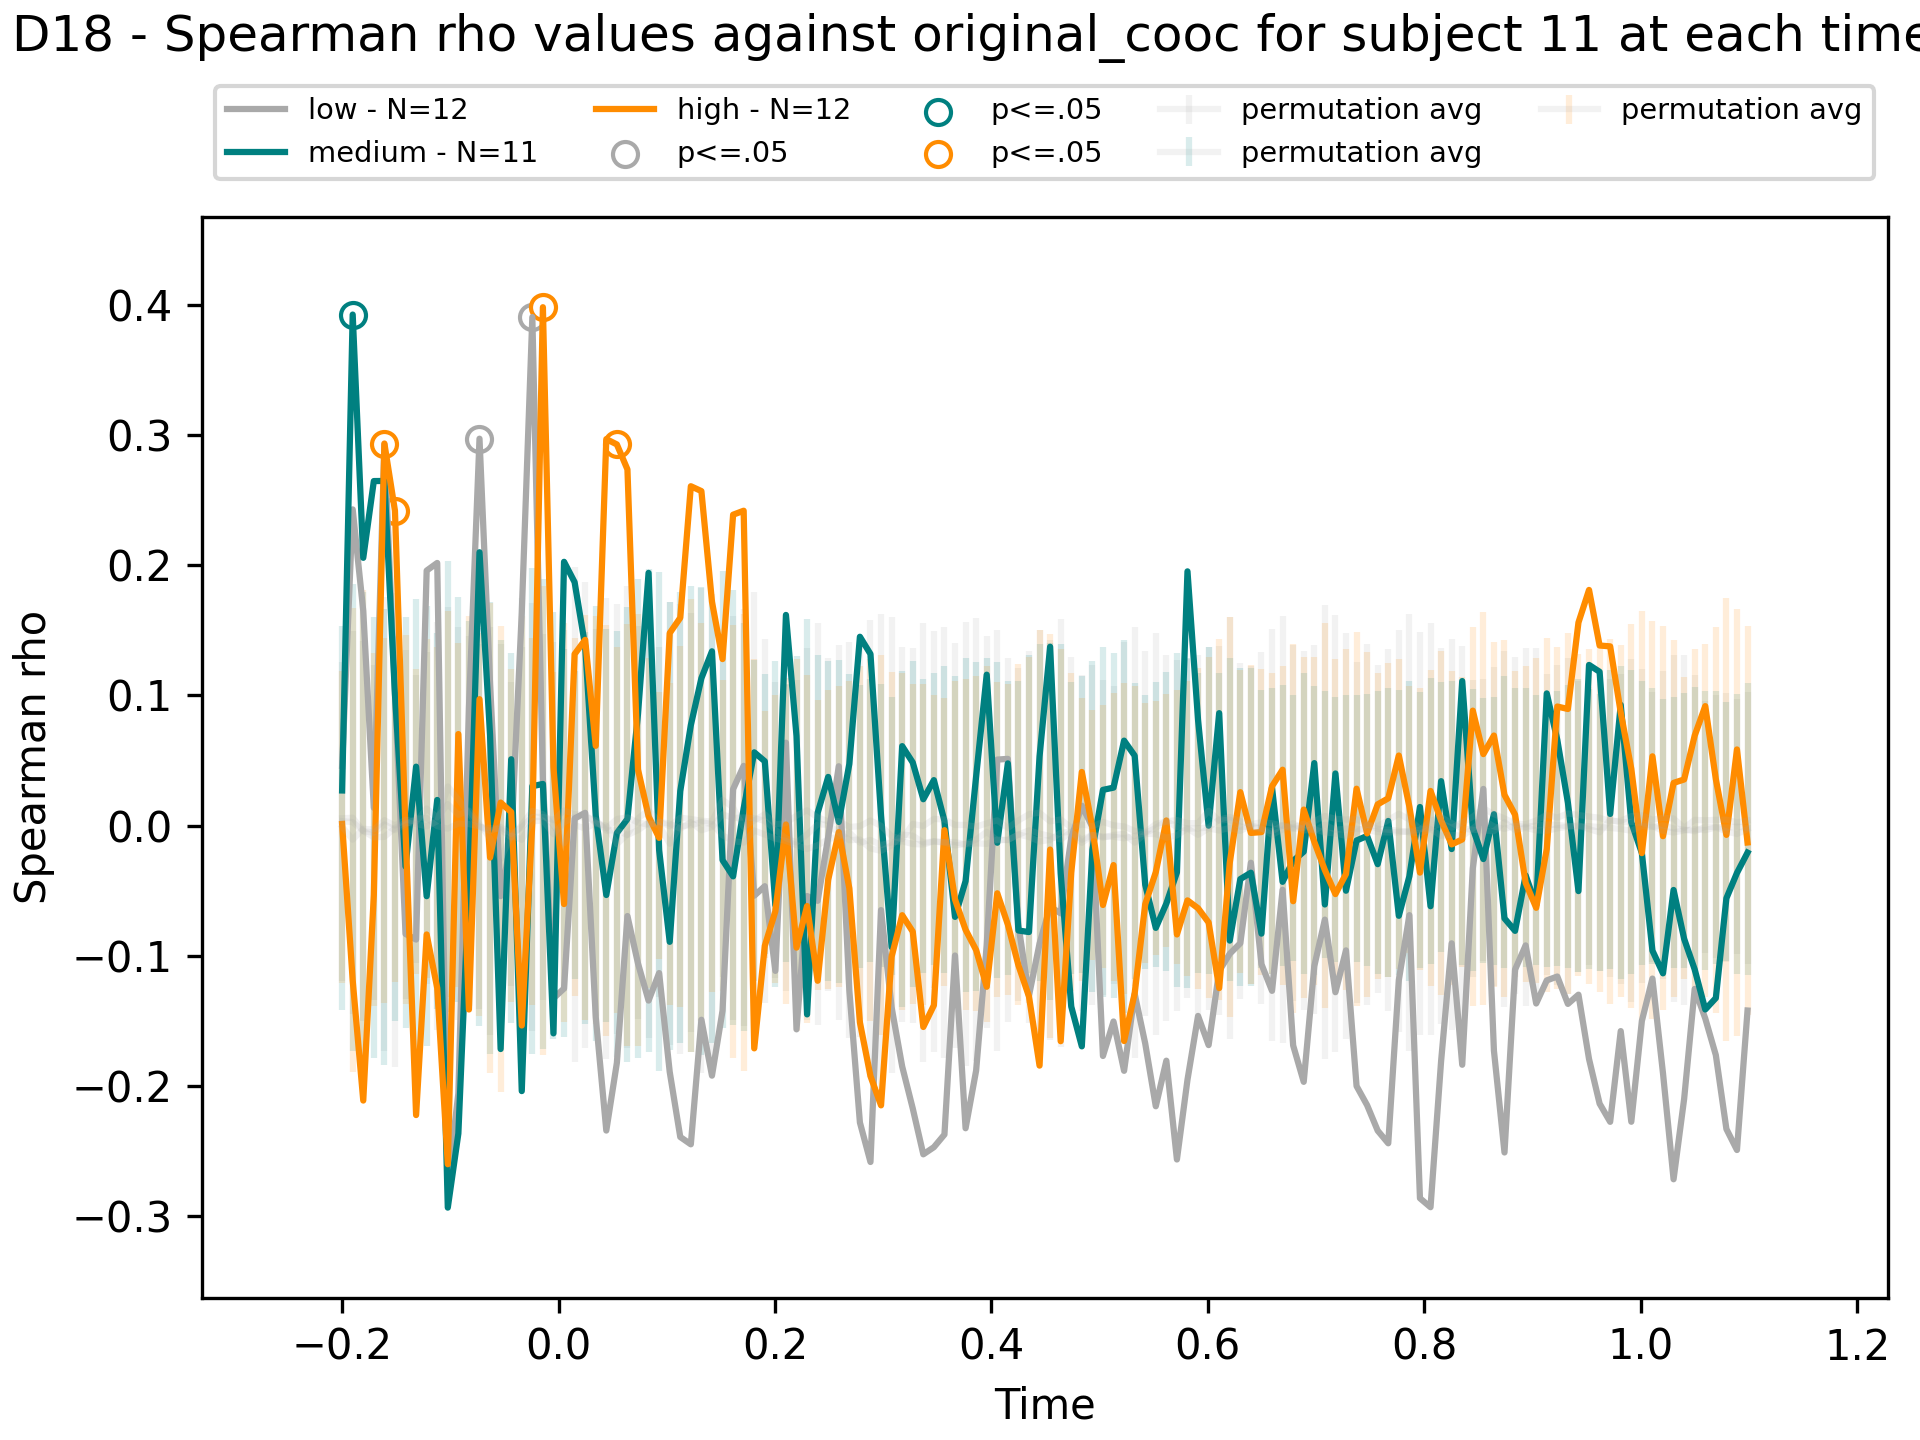 D18 - Spearman rho values against original_cooc for subject 11 at each time
low - N=12
medium - N=11
high - N=12
p<=.05
p<=.05
p<=.05
permutation avg
permutation avg
permutation avg
Spearman rho
0.4
0.3
0.2
0.1
0.0
−0.1
−0.2
−0.3
−0.2
0.0
0.2
0.4
0.6
0.8
1.0
1.2
Time